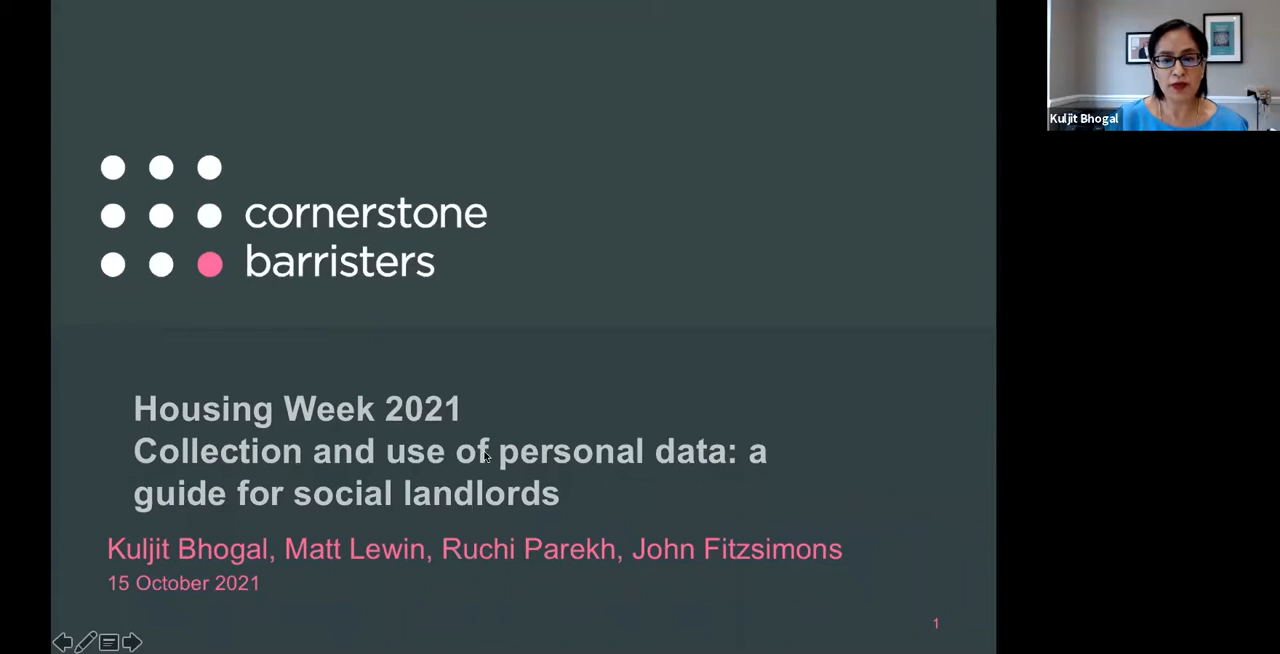 Kuljit Bhogal
cornerstone
barristers
Housing Week 2021
Collection and use of personal data: a
guide for social landlords
Kuljit Bhogal, Matt Lewin, Ruchi Parekh, John Fitzsimons
15 October 2021
1